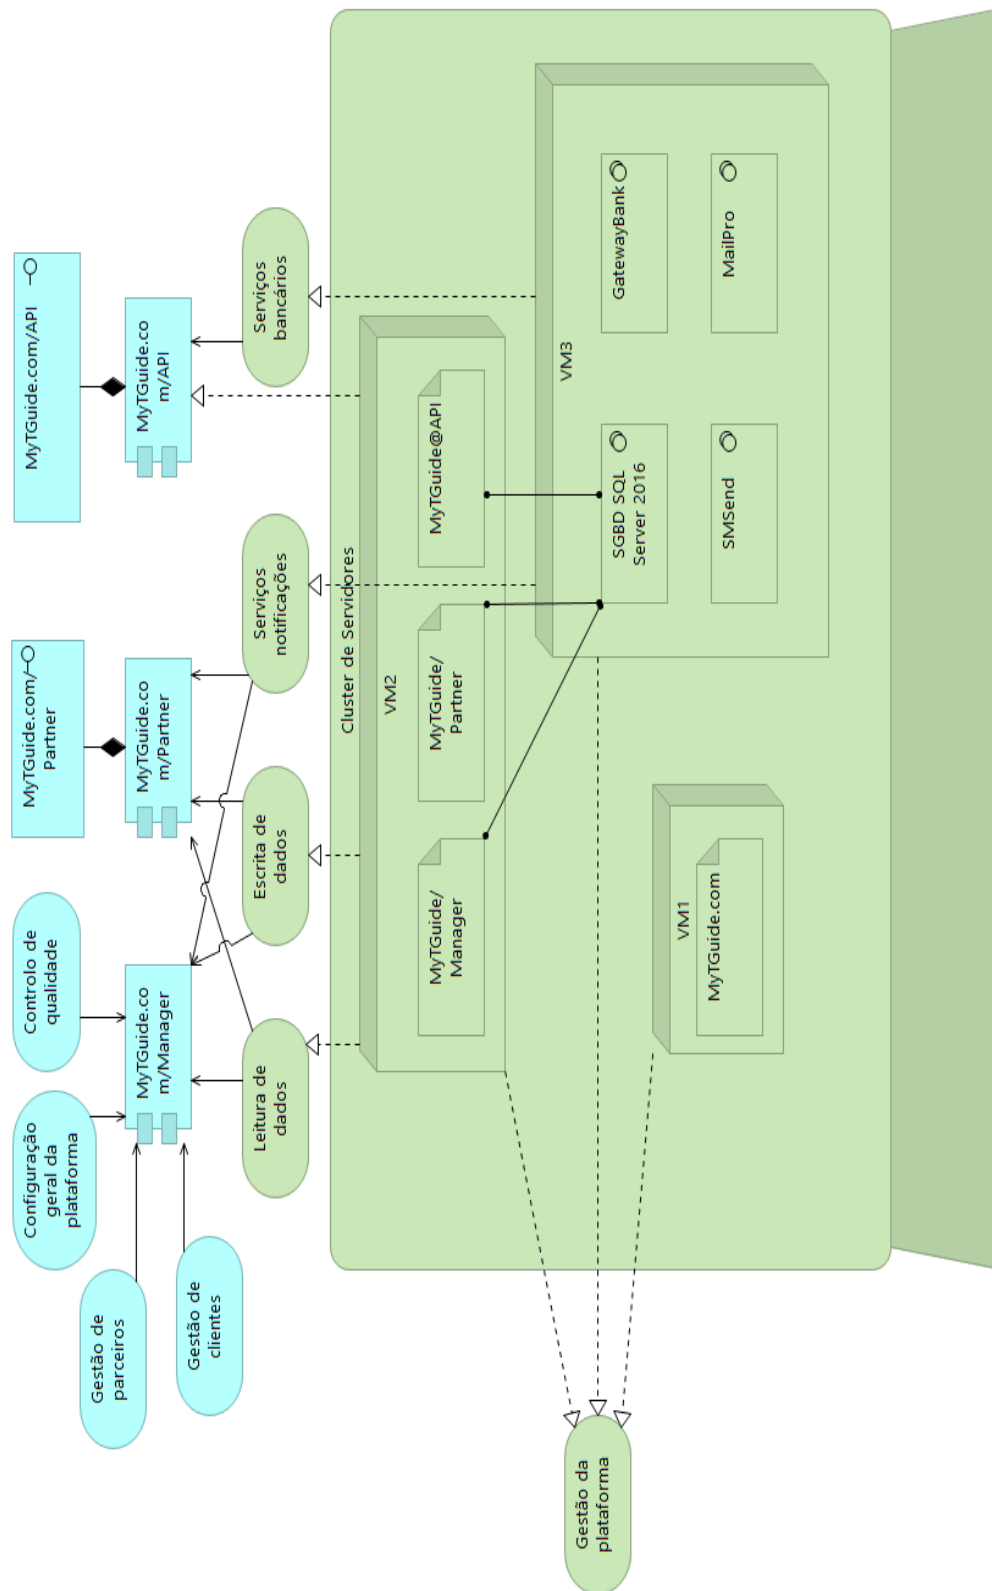 Configuração
geral da
plataforma
Controlo de
qualidade
MyTGuide.com/
Partner
MyTGuide.com/API
Gestão de
parceiros
Gestão de
clientes
MyTGuide.co
m/Manager
MyTGuide.co
m/Partner
MyTGuide.co
m/API
Leitura de
dados
Escrita de
dados
Serviços
notificações
Serviços
bancários
Cluster de Servidores
VM2
MyTGuide/
Manager
MyTGuide/
Partner
MyTGuide@API
VM3
SGBD SQL
Server 2016
GatewayBank
SMSend
MailPro
VM1
MyTGuide.com
Gestão da
plataforma